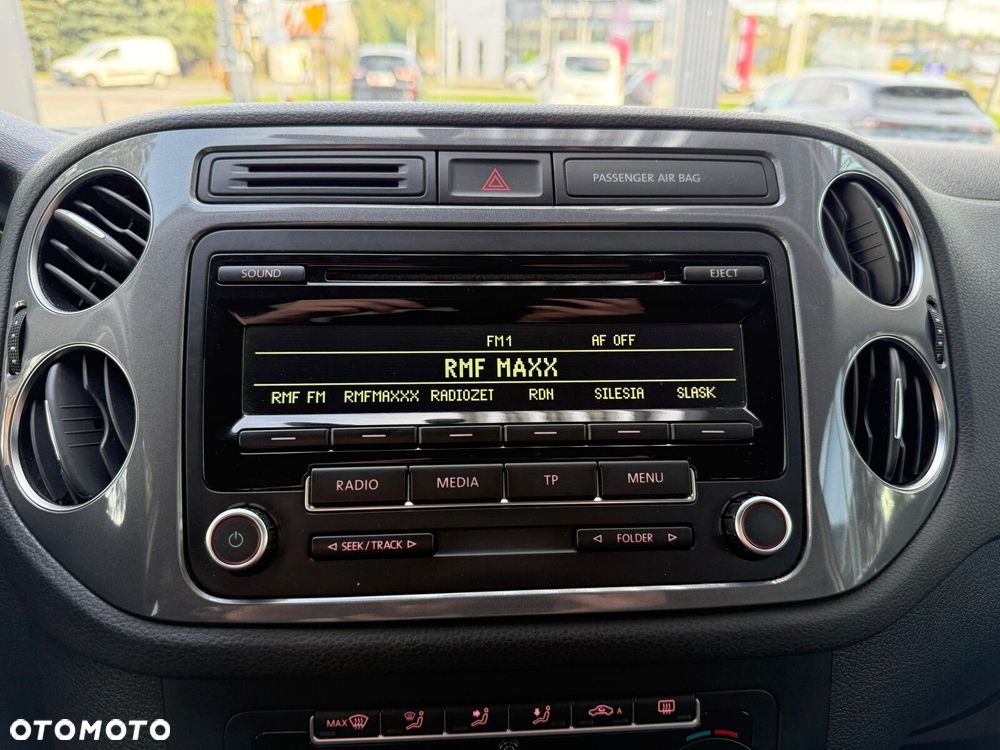 PASSENGER AIR BAG
SOUND
EJECT
FM1 AF OFF
RMF MAXX
RMF FM RMFMAXXX RADIOZET RDN SILESIA SLASK
RADIO MEDIA TP MENU
SEEK/TRACK FOLDER
MAX A
OTOMOTO